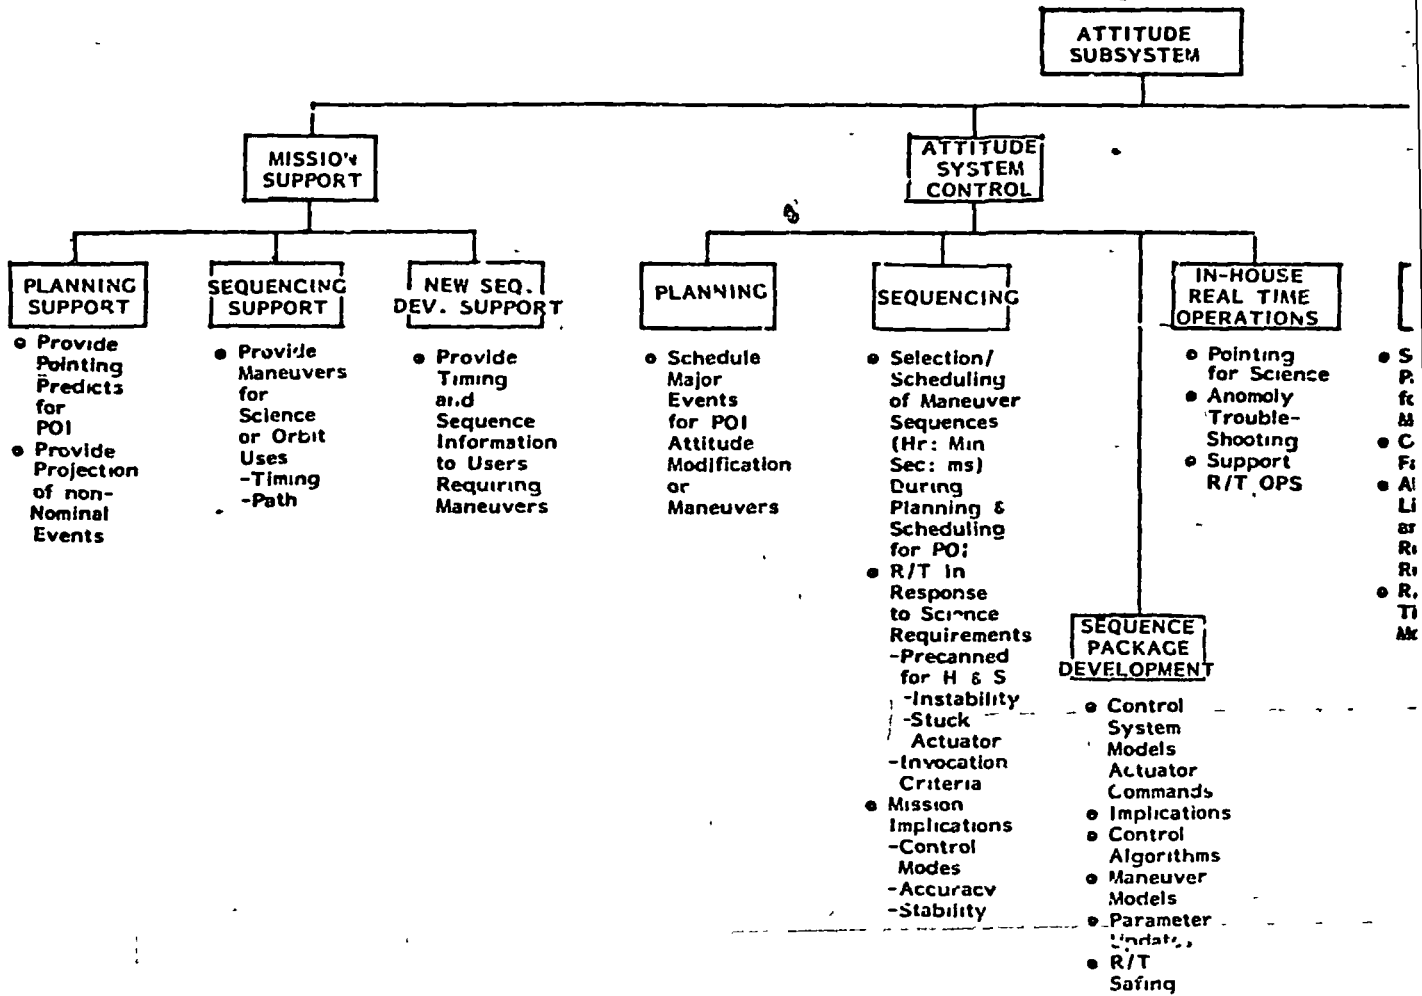 ATTITUDE
SUBSYSTEM
MISSION
SUPPORT
ATTITUDE
SYSTEM
CONTROL
PLANNING
SUPPORT
• Provide
Pointing
Predicts
for
POI
• Provide
Projection
of non-
Nominal
Events
SEQUENCING
SUPPORT
• Provide
Maneuvers
for
Science
or Orbit
Uses
-Timing
-Path
NEW SEQ.
DEV. SUPPORT
• Provide
Timing
and
Sequence
Information
to Users
Requiring
Maneuvers
PLANNING
• Schedule
Major
Events
for POI
Attitude
Modification
or
Maneuvers
SEQUENCING
• Selection/
Scheduling
of Maneuver
Sequences
(Hr: Min
Sec: ms)
During
Planning &
Scheduling
for POI
• R/T in
Response
to Science
Requirements
-Precanned
for H & S
-Instability
-Stuck
Actuator
-Invocation
Criteria
• Mission
Implications
-Control
Modes
-Accuracy
-Stability
SEQUENCE
PACKAGE
DEVELOPMENT
• Control
System
Models
Actuator
Commands
• Implications
• Control
Algorithms
• Maneuver
Models
• Parameter
Updates
• R/T
Safing
IN-HOUSE
REAL TIME
OPERATIONS
• Pointing
for Science
• Anomoly
Trouble-
Shooting
• Support
R/T OPS